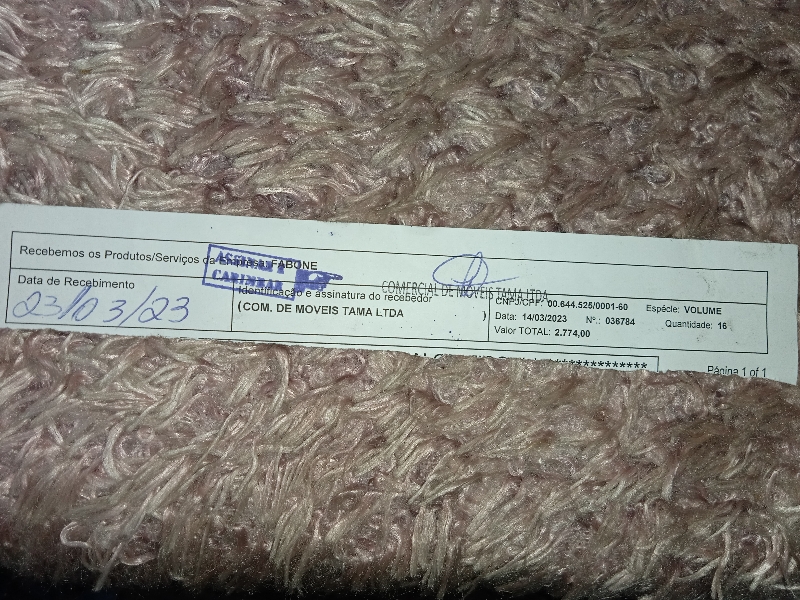 Recebemos os Produtos/Serviços da Empresa: FABONE
ASSINAR E
CARIMBAR
COMERCIAL DE MOVEIS TAMA LTDA
Data de Recebimento
23/03/23
Identificação e assinatura do recebedor
(COM. DE MOVEIS TAMA LTDA )
CNPJ/CPF: 00.644.525/0001-60 Espécie: VOLUME
Data: 14/03/2023 Nº.: 036784 Quantidade: 16
Valor TOTAL: 2.774,00
Página 1 of 1